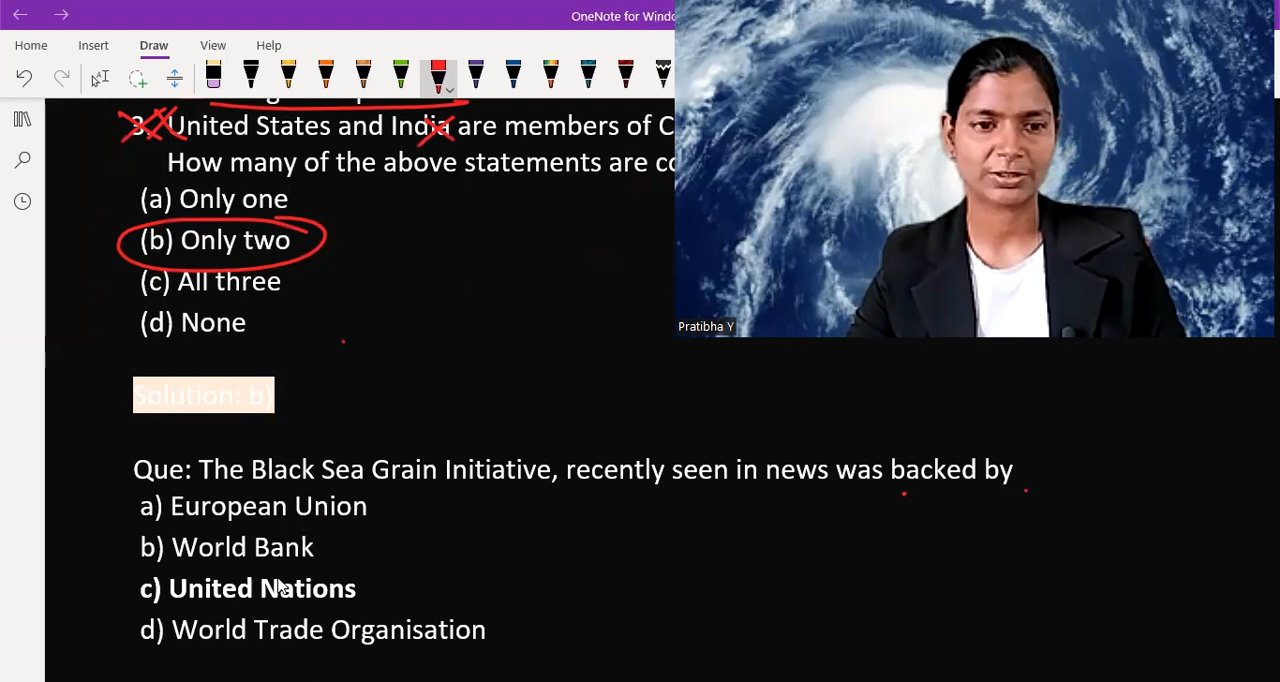 OneNote for Windo
Home Insert Draw View Help
3. United States and India are members of C
How many of the above statements are co
(a) Only one
(b) Only two
(c) All three
(d) None
Pratibha Y
Solution: b)
Que: The Black Sea Grain Initiative, recently seen in news was backed by
a) European Union
b) World Bank
c) United Nations
d) World Trade Organisation